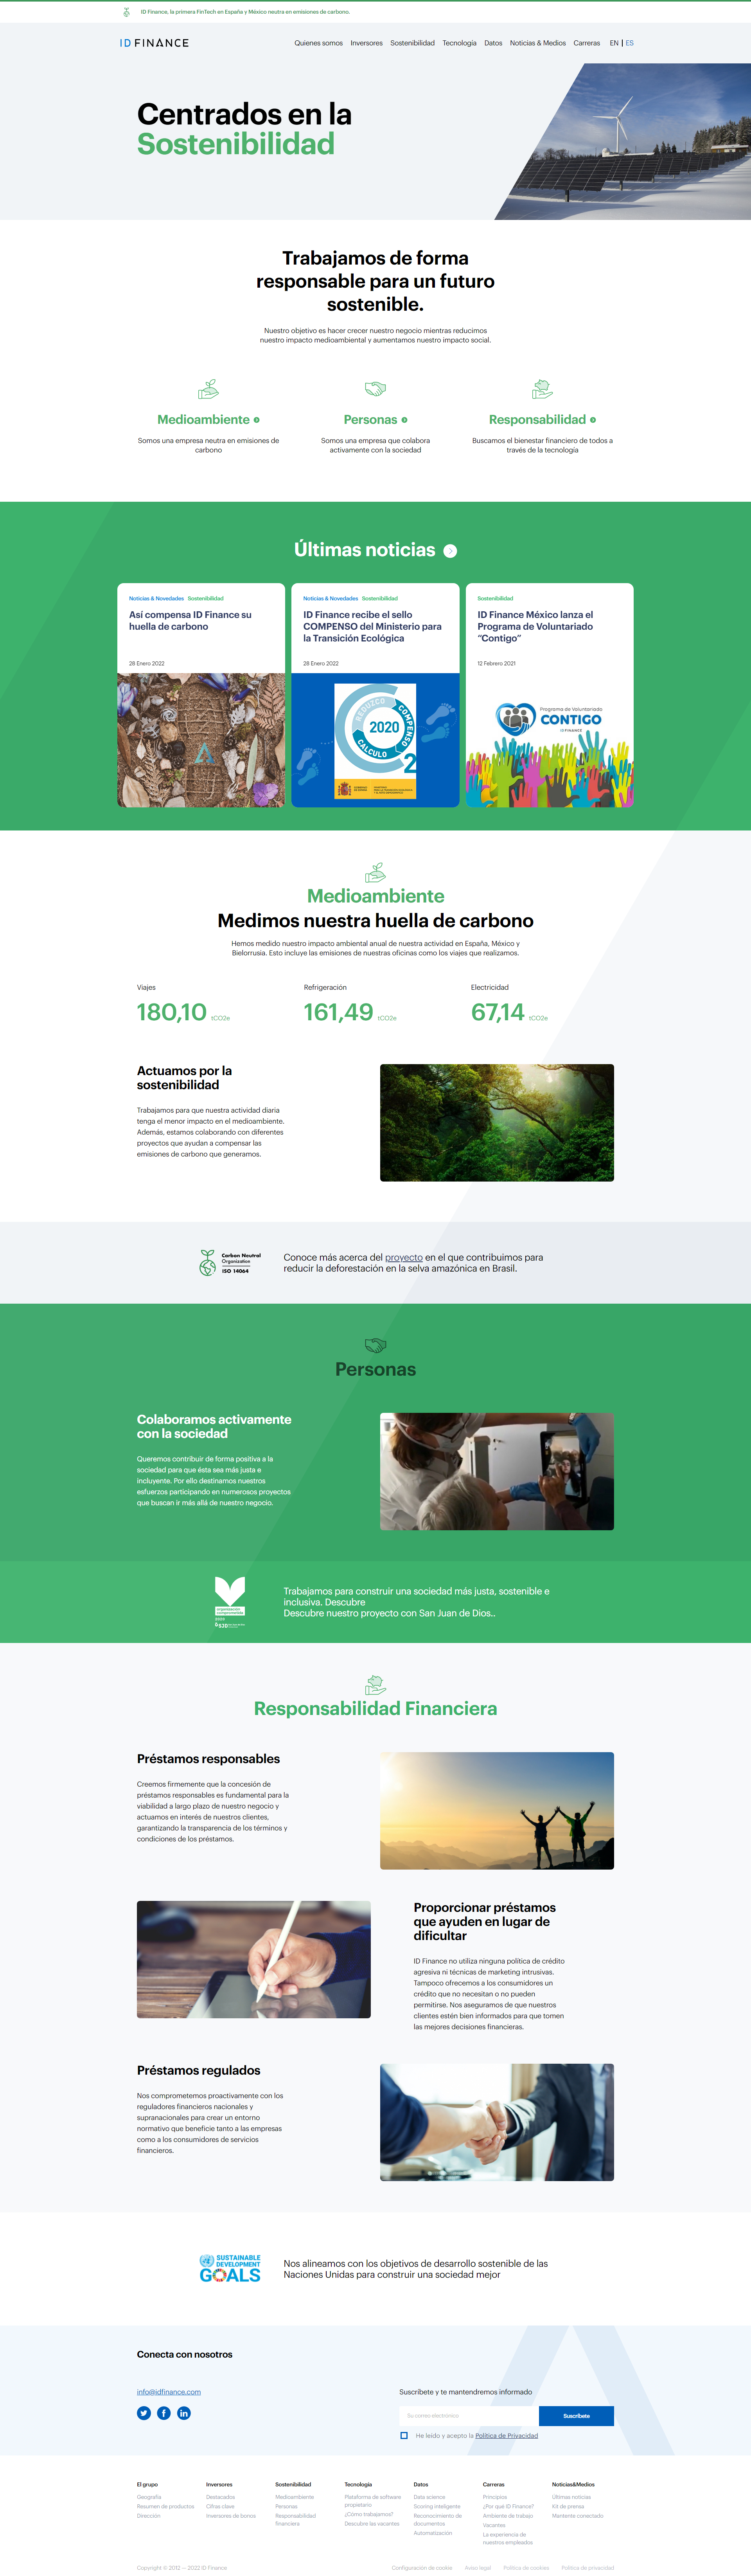 ID Finance, la primera FinTech en España y México neutra en emisiones de carbono.
ID FINANCE
Quienes somos Inversores Sostenibilidad Tecnología Datos Noticias & Medios Carreras EN | ES
Centrados en la
Sostenibilidad
Trabajamos de forma
responsable para un futuro
sostenible.
Nuestro objetivo es hacer crecer nuestro negocio mientras reducimos
nuestro impacto medioambiental y aumentamos nuestro impacto social.
Medioambiente
Personas
Responsabilidad
Somos una empresa neutra en emisiones de
carbono
Somos una empresa que colabora
activamente con la sociedad
Buscamos el bienestar financiero de todos a
través de la tecnología
Últimas noticias
Noticias & Novedades Sostenibilidad
Así compensa ID Finance su
huella de carbono
28 Enero 2022
Noticias & Novedades Sostenibilidad
ID Finance recibe el sello
COMPENSO del Ministerio para
la Transición Ecológica
28 Enero 2022
REDUZCO
COMPENSO
CALCULO
2020
2
Sostenibilidad
ID Finance México lanza el
Programa de Voluntariado
“Contigo”
12 Febrero 2021
Programa de Voluntariado
CONTIGO
ID FINANCE
Medioambiente
Medimos nuestra huella de carbono
Hemos medido nuestro impacto ambiental anual de nuestra actividad en España, México y
Bielorrusia. Esto incluye las emisiones de nuestras oficinas como los viajes que realizamos.
Viajes
180,10 tCO2e
Refrigeración
161,49 tCO2e
Electricidad
67,14 tCO2e
Actuamos por la
sostenibilidad
Trabajamos para que nuestra actividad diaria
tenga el menor impacto en el medioambiente.
Además, estamos colaborando con diferentes
proyectos que ayudan a compensar las
emisiones de carbono que generamos.
Carbon Neutral
Organization
ISO 14064
Conoce más acerca del proyecto en el que contribuimos para
reducir la deforestación en la selva amazónica en Brasil.
Personas
Colaboramos activamente
con la sociedad
Queremos contribuir de forma positiva a la
sociedad para que ésta sea más justa e
incluyente. Por ello destinamos nuestros
esfuerzos participando en numerosos proyectos
que buscan ir más allá de nuestro negocio.
SJD
Trabajamos para construir una sociedad más justa, sostenible e
inclusiva. Descubre
Descubre nuestro proyecto con San Juan de Dios..
Responsabilidad Financiera
Préstamos responsables
Creemos firmemente que la concesión de
préstamos responsables es fundamental para la
viabilidad a largo plazo de nuestro negocio y
actuamos en interés de nuestros clientes,
garantizando la transparencia de los términos y
condiciones de los préstamos.
Proporcionar préstamos
que ayuden en lugar de
dificultar
ID Finance no utiliza ninguna política de crédito
agresiva ni técnicas de marketing intrusivas.
Tampoco ofrecemos a los consumidores un
crédito que no necesitan o no pueden
permitirse. Nos aseguramos de que nuestros
clientes estén bien informados para que tomen
las mejores decisiones financieras.
Préstamos regulados
Nos comprometemos proactivamente con los
reguladores financieros nacionales y
supranacionales para crear un entorno
normativo que beneficie tanto a las empresas
como a los consumidores de servicios
financieros.
SUSTAINABLE
DEVELOPMENT
GOALS
Nos alineamos con los objetivos de desarrollo sostenible de las
Naciones Unidas para construir una sociedad mejor
Conecta con nosotros
info@idfinance.com
Suscríbete y te mantendremos informado
Su correo electrónico
Suscríbete
He leído y acepto la Política de Privacidad
El grupo
Geografía
Resumen de productos
Dirección
Inversores
Destacados
Cifras clave
Inversores de bonos
Sostenibilidad
Medioambiente
Personas
Responsabilidad
financiera
Tecnología
Plataforma de software
propietario
¿Cómo trabajamos?
Descubre las vacantes
Datos
Data science
Scoring inteligente
Reconocimiento de
documentos
Automatización
Carreras
Principios
¿Por qué ID Finance?
Ambiente de trabajo
Vacantes
La experiencia de
nuestros empleados
Noticias&Medios
Ultimas noticias
Kit de prensa
Mantente conectado
Copyright © 2012 — 2022 ID Finance
Configuración de cookie Aviso legal Política de cookies Política de privacidad